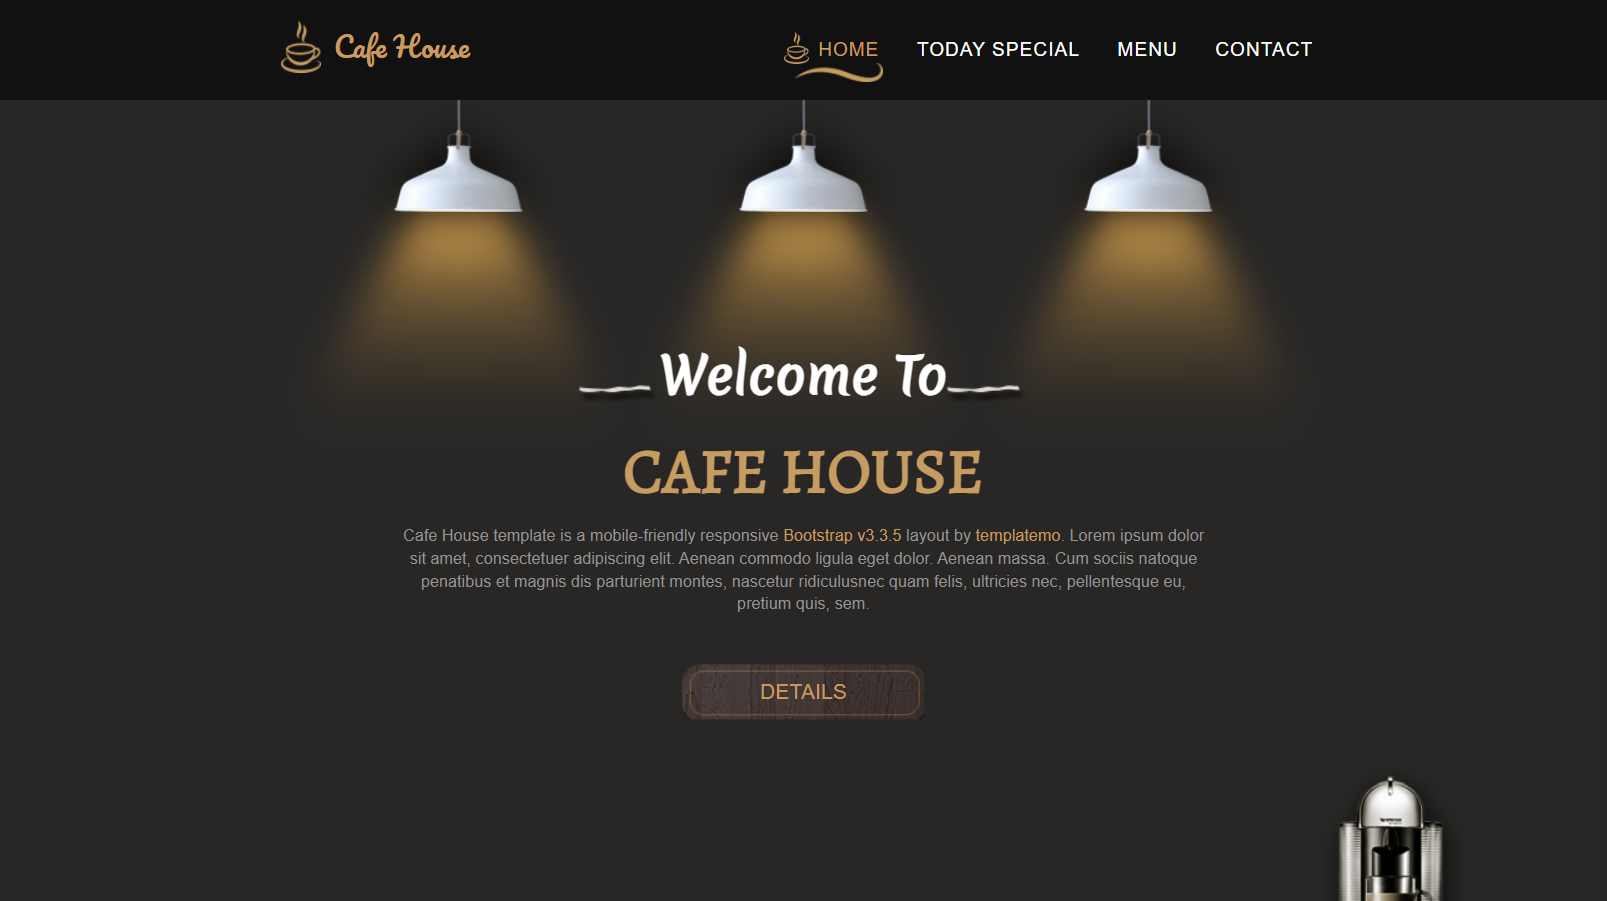 Cafe House
HOME
TODAY SPECIAL
MENU
CONTACT
Welcome To
CAFE HOUSE
Cafe House template is a mobile-friendly responsive Bootstrap v3.3.5 layout by templatemo. Lorem ipsum dolor
sit amet, consectetuer adipiscing elit. Aenean commodo ligula eget dolor. Aenean massa. Cum sociis natoque
penatibus et magnis dis parturient montes, nascetur ridiculusnec quam felis, ultricies nec, pellentesque eu,
pretium quis, sem.
DETAILS